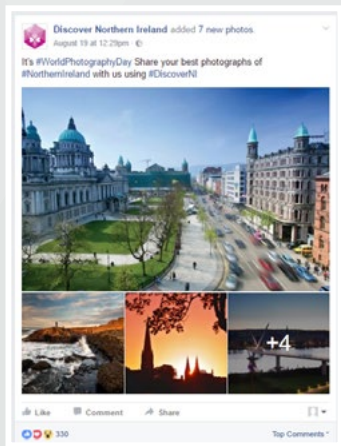 Discover Northern Ireland added 7 new photos
August 19 at 12:29pm
It's #WorldPhotographyDay Share your best photographs of
#NorthernIreland with us using #DiscoverNI
+4
Like Comment Share
330 Top Comments